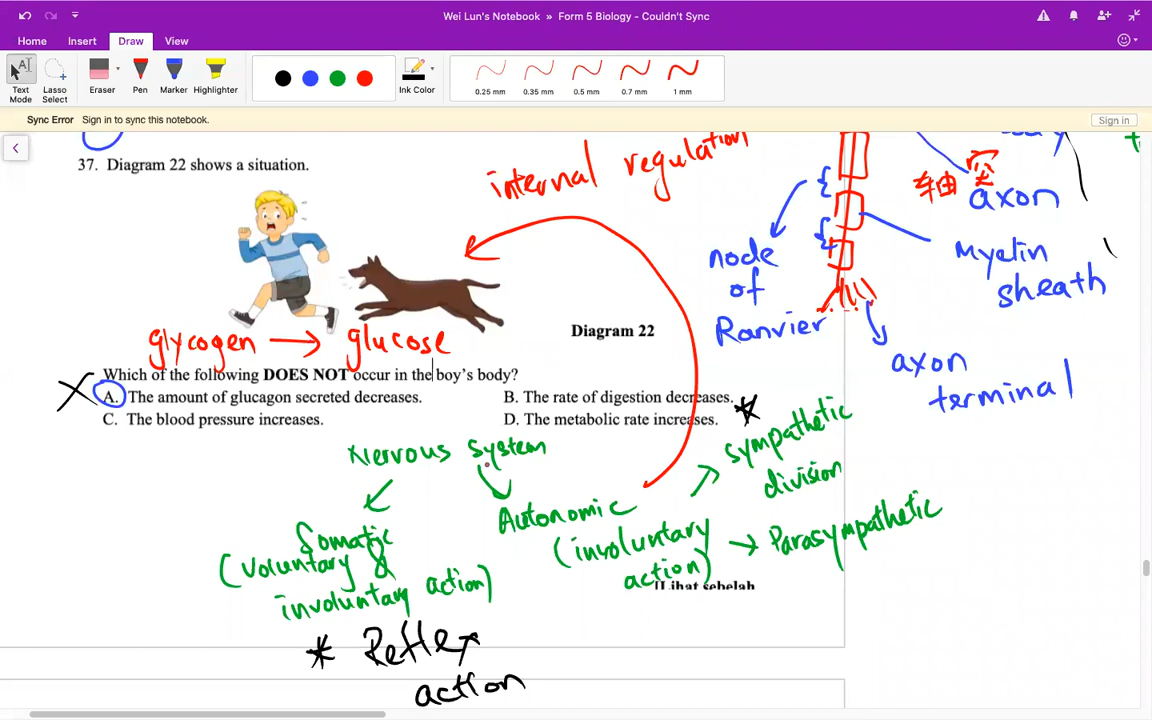 Wei Lun's Notebook » Form 5 Biology - Couldn't Sync
Home Insert Draw View
Text Mode
Lasso Select
Eraser
Pen
Marker
Highlighter
Ink Color
0.25 mm 0.35 mm 0.5 mm 0.7 mm 1 mm
Sync Error Sign in to sync this notebook. Sign in
37. Diagram 22 shows a situation.
internal regulation
轴突
axon
node of Ranvier
myelin sheath
axon terminal
Diagram 22
glycogen → glucose
Which of the following DOES NOT occur in the boy's body?
A. The amount of glucagon secreted decreases. B. The rate of digestion decreases.
C. The blood pressure increases. D. The metabolic rate increases.
Nervous system
Sympathetic division
Autonomic
(involuntary action)
→ Parasympathetic
Somatic
(voluntary & involuntary action)
[Lihat sebelah
* Reflex action